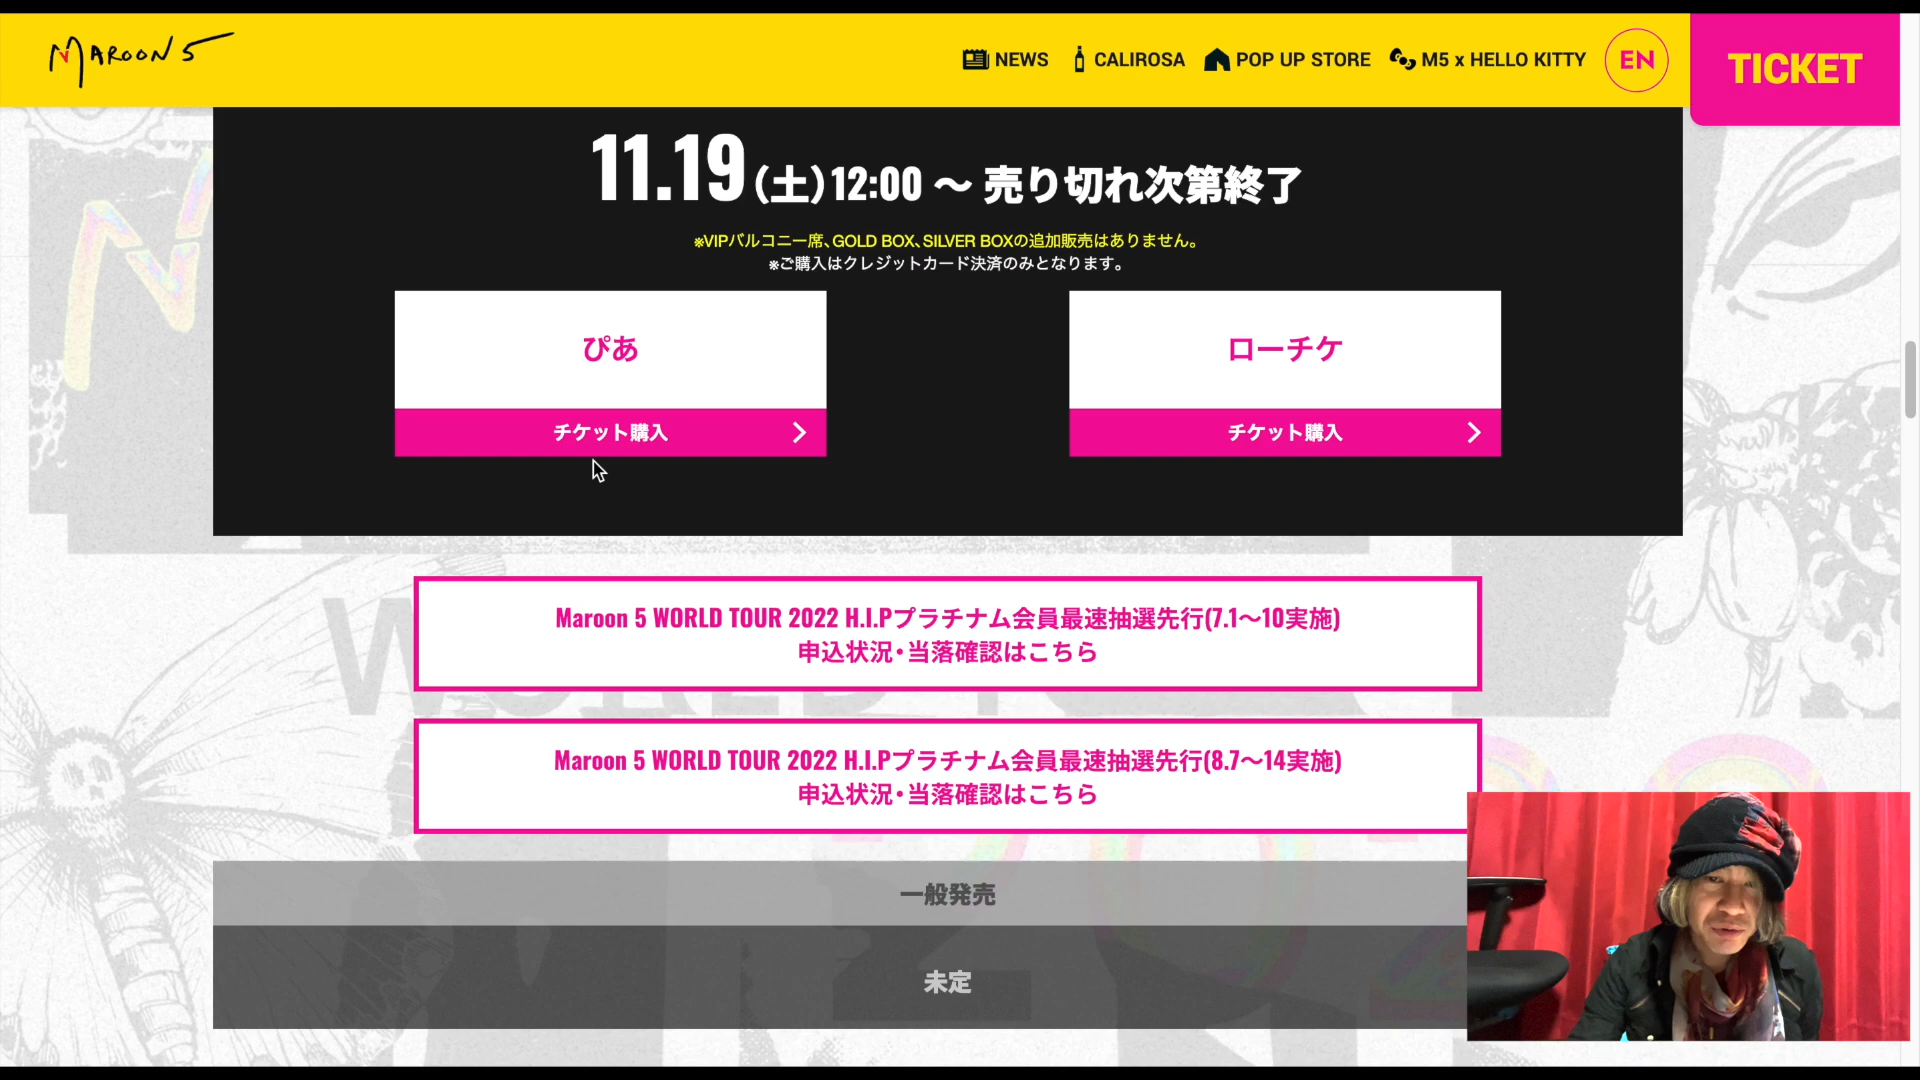 MAROON 5
NEWS
CALIROSA
POP UP STORE
M5 x HELLO KITTY
EN
TICKET
11.19(土)12:00 ～ 売り切れ次第終了
※VIPバルコニー席、GOLD BOX、SILVER BOXの追加販売はありません。
※ご購入はクレジットカード決済のみとなります。
ぴあ
チケット購入
ローチケ
チケット購入
Maroon 5 WORLD TOUR 2022 H.I.Pプラチナム会員最速抽選先行(7.1～10実施)
申込状況・当落確認はこちら
Maroon 5 WORLD TOUR 2022 H.I.Pプラチナム会員最速抽選先行(8.7～14実施)
申込状況・当落確認はこちら
一般発売
未定